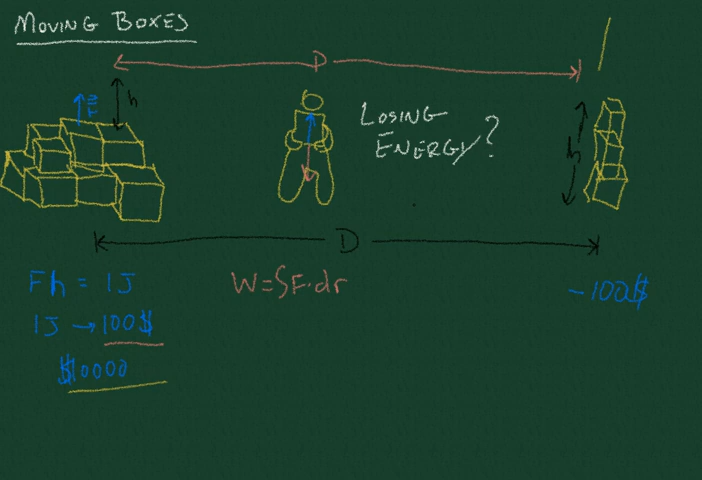 MOVING BOXES
D
h
F
LOSING
ENERGY?
h
D
Fh = 1J
W=∫F·dr
-100$
1J → 100$
$10000